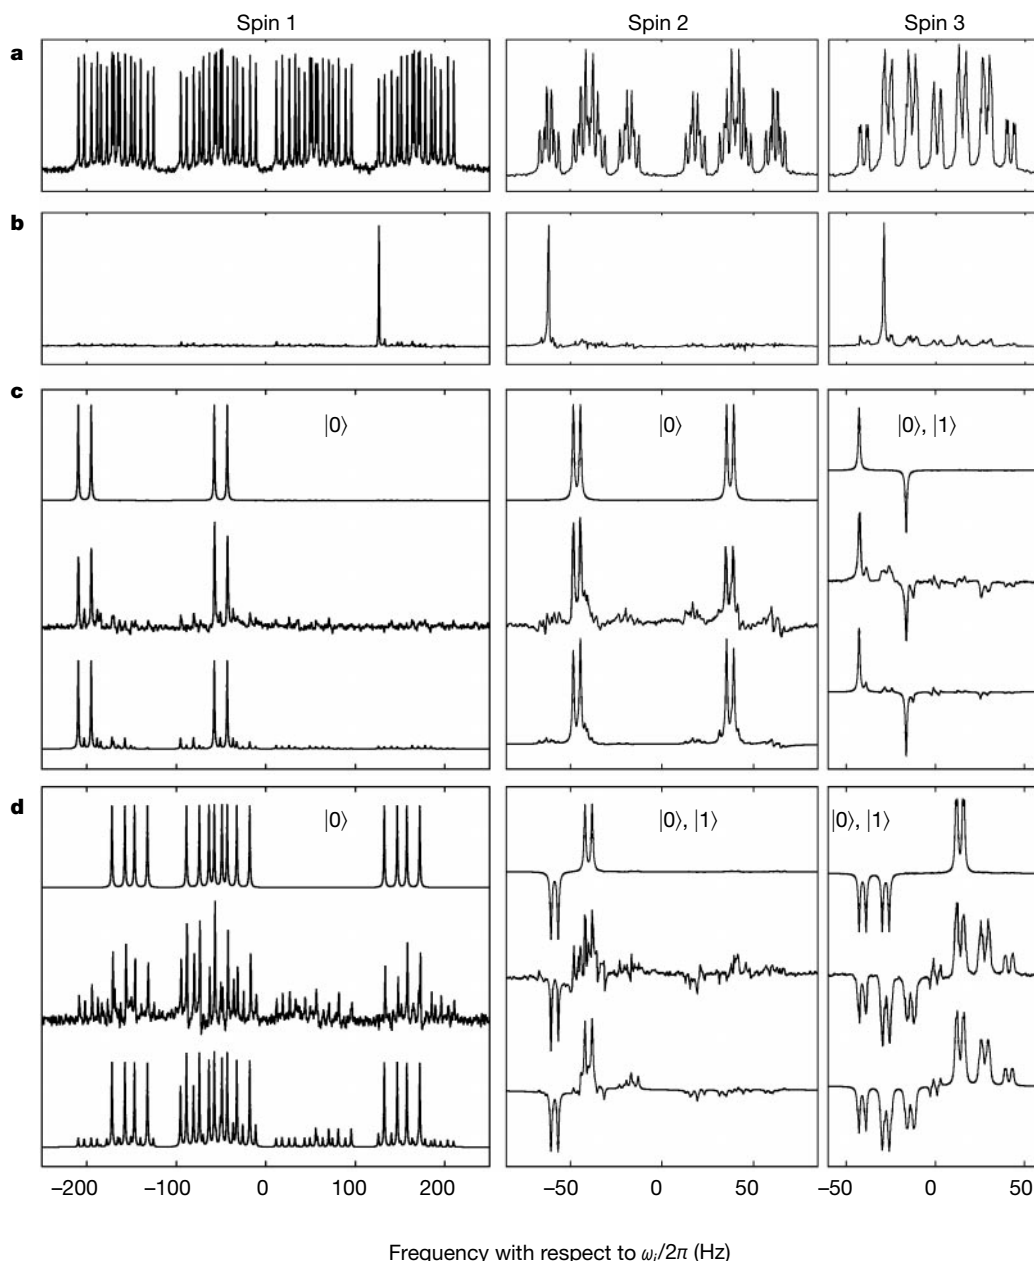 Spin 1 Spin 2 Spin 3
a
b
c
|0⟩ |0⟩ |0⟩, |1⟩
d
|0⟩ |0⟩, |1⟩ |0⟩, |1⟩
–200 –100 0 100 200 –50 0 50 –50 0 50
Frequency with respect to ωᵢ/2π (Hz)